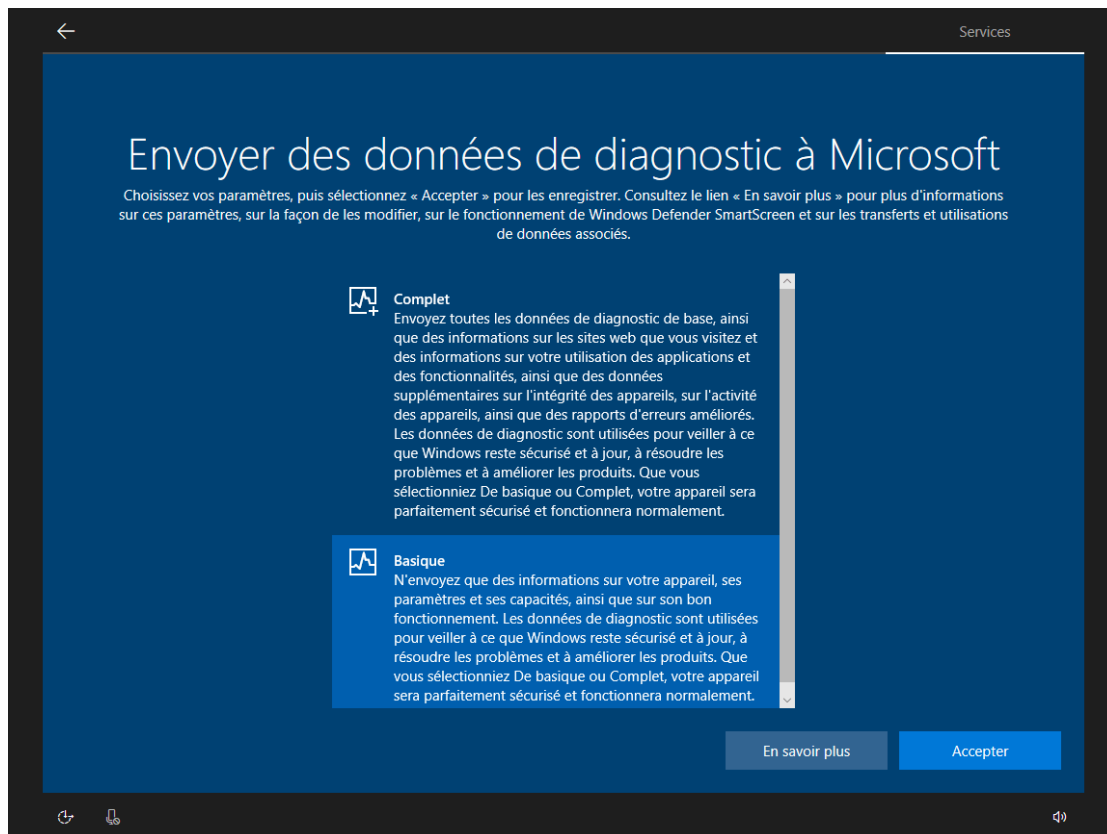 Services
Envoyer des données de diagnostic à Microsoft
Choisissez vos paramètres, puis sélectionnez « Accepter » pour les enregistrer. Consultez le lien « En savoir plus » pour plus d'informations
sur ces paramètres, sur la façon de les modifier, sur le fonctionnement de Windows Defender SmartScreen et sur les transferts et utilisations
de données associés.
Complet
Envoyez toutes les données de diagnostic de base, ainsi
que des informations sur les sites web que vous visitez et
des informations sur votre utilisation des applications et
des fonctionnalités, ainsi que des données
supplémentaires sur l'intégrité des appareils, sur l'activité
des appareils, ainsi que des rapports d'erreurs améliorés.
Les données de diagnostic sont utilisées pour veiller à ce
que Windows reste sécurisé et à jour, à résoudre les
problèmes et à améliorer les produits. Que vous
sélectionniez De basique ou Complet, votre appareil sera
parfaitement sécurisé et fonctionnera normalement.
Basique
N'envoyez que des informations sur votre appareil, ses
paramètres et ses capacités, ainsi que sur son bon
fonctionnement. Les données de diagnostic sont utilisées
pour veiller à ce que Windows reste sécurisé et à jour, à
résoudre les problèmes et à améliorer les produits. Que
vous sélectionniez De basique ou Complet, votre appareil
sera parfaitement sécurisé et fonctionnera normalement.
En savoir plus
Accepter